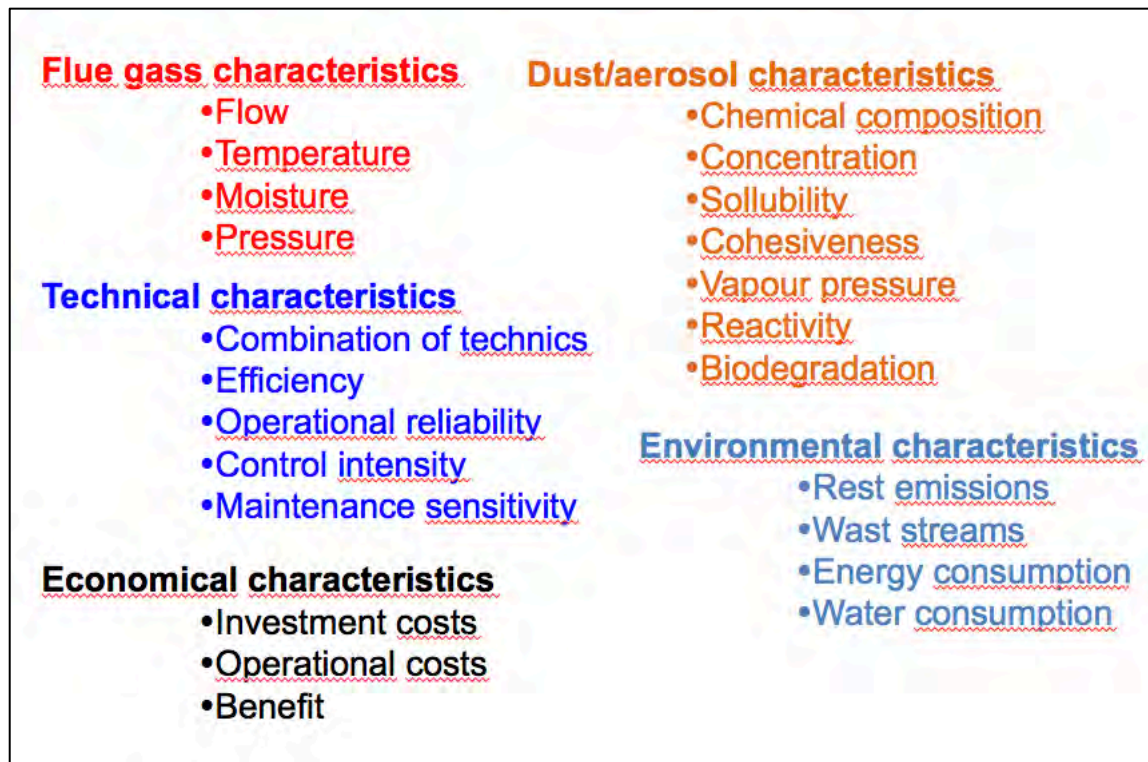 Flue gass characteristics
•Flow
•Temperature
•Moisture
•Pressure
Technical characteristics
•Combination of technics
•Efficiency
•Operational reliability
•Control intensity
•Maintenance sensitivity
Economical characteristics
•Investment costs
•Operational costs
•Benefit
Dust/aerosol characteristics
•Chemical composition
•Concentration
•Sollubility
•Cohesiveness
•Vapour pressure
•Reactivity
•Biodegradation
Environmental characteristics
•Rest emissions
•Wast streams
•Energy consumption
•Water consumption